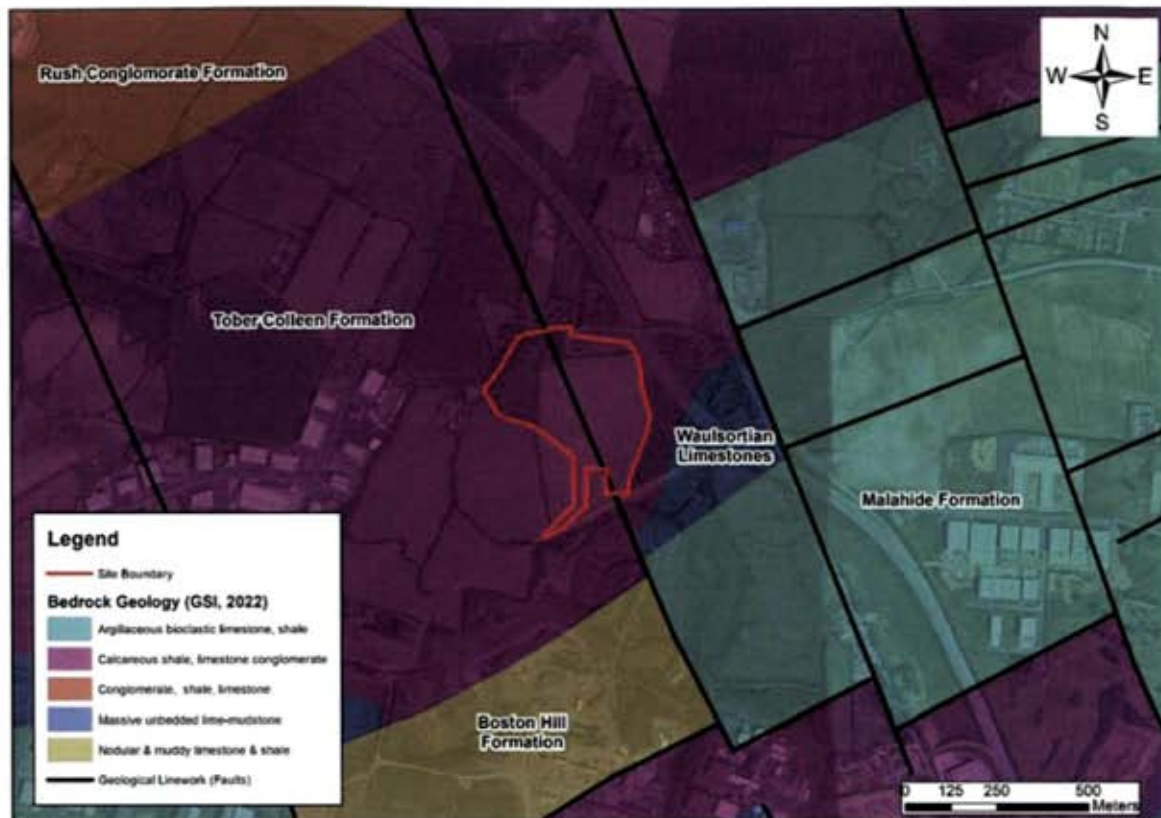 Rush Conglomorate Formation
N
W E
S
Tober Colleen Formation
Waulsortian
Limestones
Malahide Formation
Boston Hill
Formation
Legend
Site Boundary
Bedrock Geology (GSI, 2022)
Argillaceous bioclastic limestone, shale
Calcareous shale, limestone conglomerate
Conglomerate, shale, limestone
Massive unbedded lime-mudstone
Nodular & muddy limestone & shale
Geological Linework (Faults)
0 125 250 500
Meters